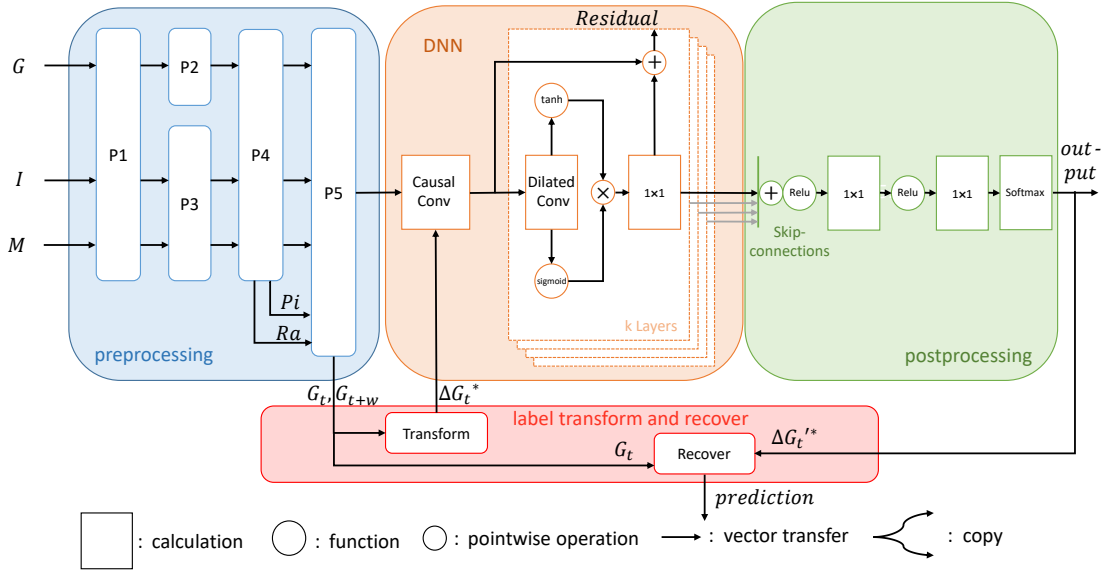 G
I
M
P1
P2
P3
P4
P5
Pi
Ra
preprocessing
DNN
Residual
+
tanh
Causal
Conv
Dilated
Conv
×
1×1
sigmoid
k Layers
+
Relu
1×1
Relu
1×1
Softmax
Skip-
connections
postprocessing
out-
put
G_t, G_{t+w}
ΔG_t^*
label transform and recover
Transform
G_t
Recover
ΔG_t'^*
prediction
: calculation
: function
: pointwise operation
: vector transfer
: copy